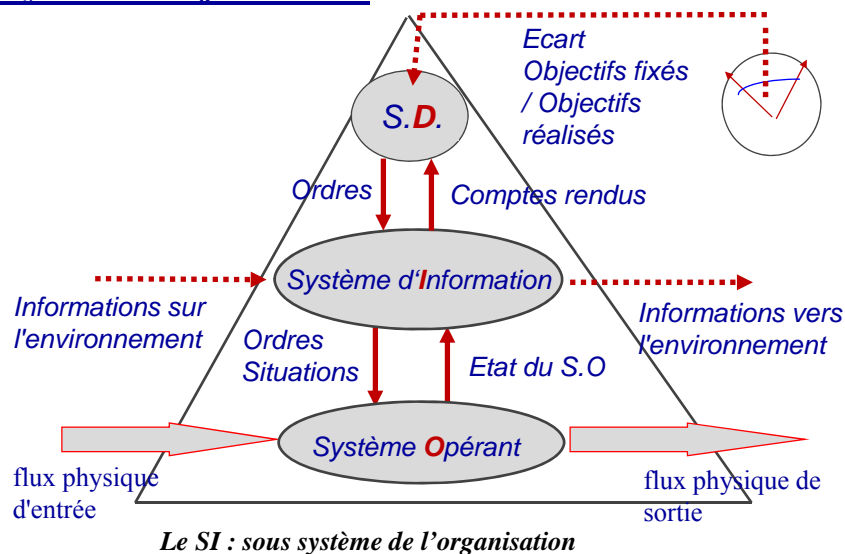 Ecart
Objectifs fixés
/ Objectifs
réalisés
S.D.
Ordres
Comptes rendus
Système d'Information
Informations sur
l'environnement
Informations vers
l'environnement
Ordres
Situations
Etat du S.O
Système Opérant
flux physique
d'entrée
flux physique de
sortie
Le SI : sous système de l'organisation